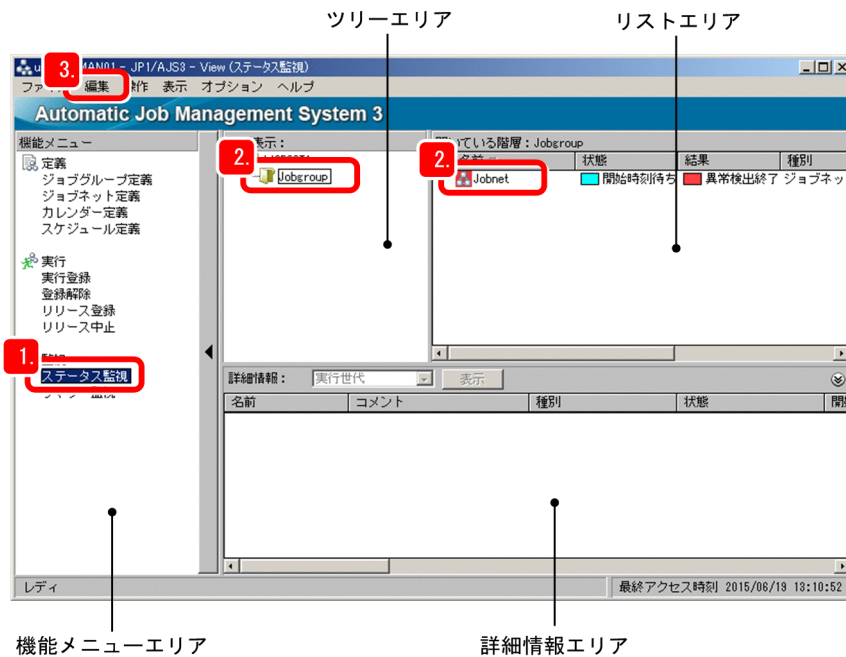 ツリーエリア
リストエリア
MAN01 - JP1/AJS3 - View (ステータス監視)
3.
編集 表示 オプション ヘルプ
Automatic Job Management System 3
機能メニュー
表示:
開いている階層:Jobgroup
2.
2.
名前
状態
結果
種別
定義
ジョブグループ定義
ジョブネット定義
カレンダー定義
スケジュール定義
Jobgroup
Jobnet
開始時刻待ち
異常検出終了
ジョブネッ
実行
実行登録
登録解除
リリース登録
リリース中止
1.
ステータス監視
詳細情報:
実行世代
表示
名前
コメント
種別
状態
開始
レディ
最終アクセス時刻 2015/06/19 13:10:52
機能メニューエリア
詳細情報エリア